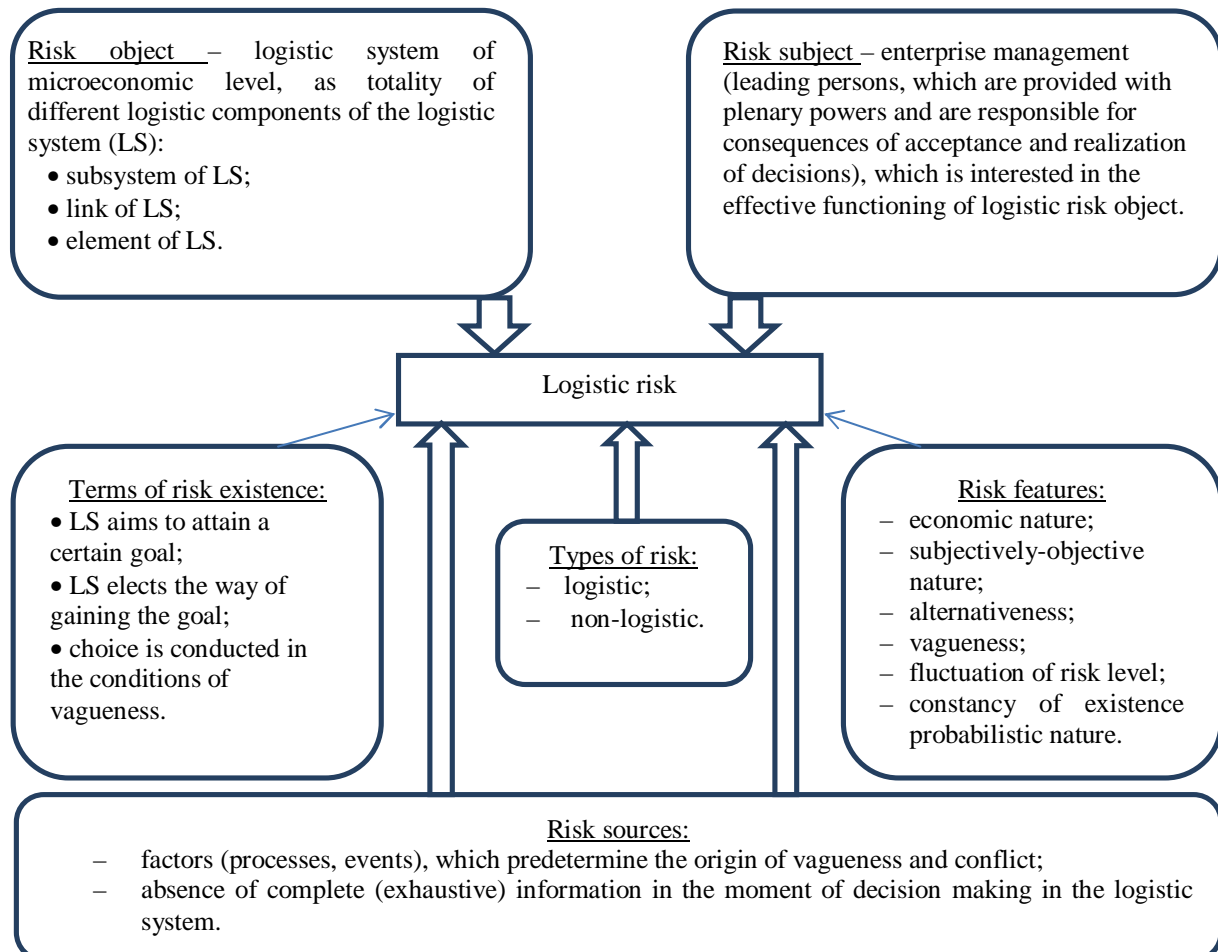 Risk object – logistic system of
microeconomic level, as totality of
different logistic components of the logistic
system (LS):
• subsystem of LS;
• link of LS;
• element of LS.
Risk subject – enterprise management
(leading persons, which are provided with
plenary powers and are responsible for
consequences of acceptance and realization
of decisions), which is interested in the
effective functioning of logistic risk object.
Logistic risk
Terms of risk existence:
• LS aims to attain a
certain goal;
• LS elects the way of
gaining the goal;
• choice is conducted in
the conditions of
vagueness.
Types of risk:
– logistic;
– non-logistic.
Risk features:
– economic nature;
– subjectively-objective
nature;
– alternativeness;
– vagueness;
– fluctuation of risk level;
– constancy of existence
probabilistic nature.
Risk sources:
– factors (processes, events), which predetermine the origin of vagueness and conflict;
– absence of complete (exhaustive) information in the moment of decision making in the logistic
system.